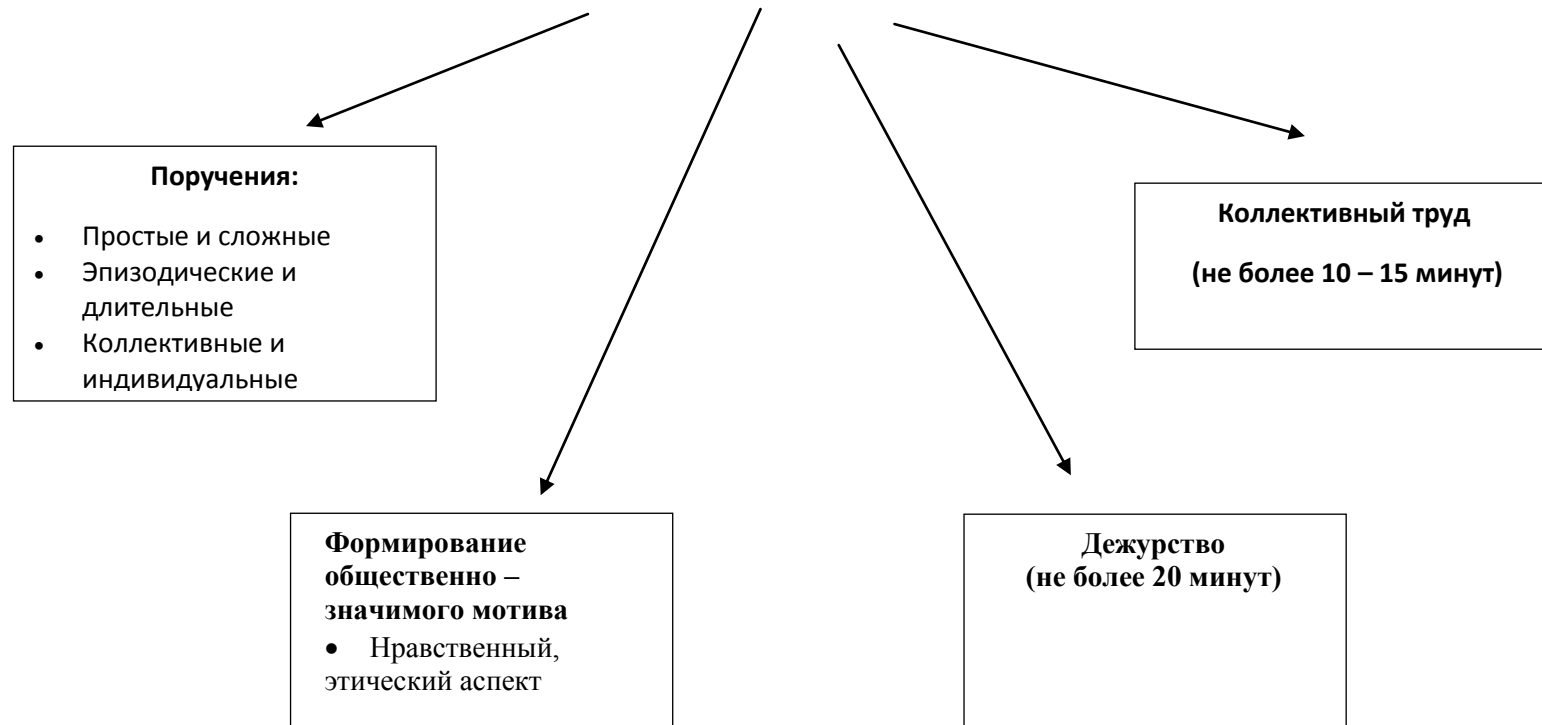 Поручения:
• Простые и сложные
• Эпизодические и
длительные
• Коллективные и
индивидуальные
Коллективный труд
(не более 10 – 15 минут)
Формирование
общественно –
значимого мотива
• Нравственный,
этический аспект
Дежурство
(не более 20 минут)